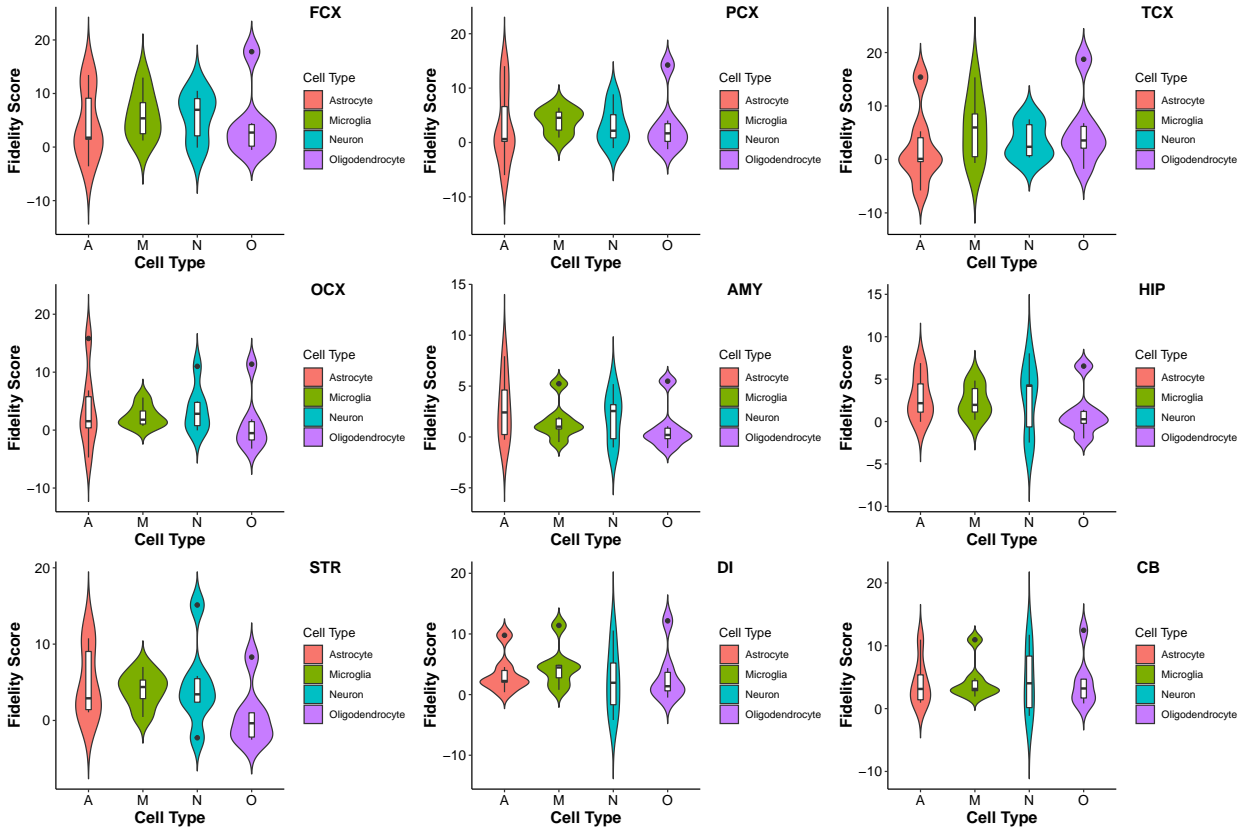 FCX
Fidelity Score
20
10
0
−10
A M N O
Cell Type
Cell Type
Astrocyte
Microglia
Neuron
Oligodendrocyte
PCX
Fidelity Score
20
10
0
−10
A M N O
Cell Type
Cell Type
Astrocyte
Microglia
Neuron
Oligodendrocyte
TCX
Fidelity Score
20
10
0
−10
A M N O
Cell Type
Cell Type
Astrocyte
Microglia
Neuron
Oligodendrocyte
OCX
Fidelity Score
20
10
0
−10
A M N O
Cell Type
Cell Type
Astrocyte
Microglia
Neuron
Oligodendrocyte
AMY
Fidelity Score
15
10
5
0
−5
A M N O
Cell Type
Cell Type
Astrocyte
Microglia
Neuron
Oligodendrocyte
HIP
Fidelity Score
15
10
5
0
−5
−10
A M N O
Cell Type
Cell Type
Astrocyte
Microglia
Neuron
Oligodendrocyte
STR
Fidelity Score
20
10
0
A M N O
Cell Type
Cell Type
Astrocyte
Microglia
Neuron
Oligodendrocyte
DI
Fidelity Score
20
10
0
−10
A M N O
Cell Type
Cell Type
Astrocyte
Microglia
Neuron
Oligodendrocyte
CB
Fidelity Score
20
10
0
−10
A M N O
Cell Type
Cell Type
Astrocyte
Microglia
Neuron
Oligodendrocyte